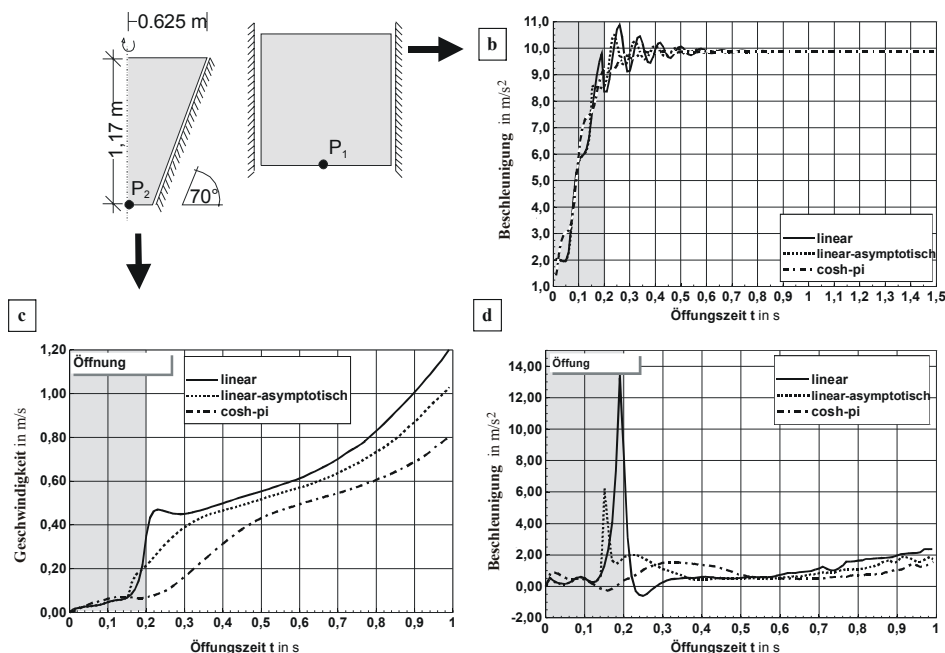 0.625 m
C
1,17 m
P2
70°
P1
b
Beschleunigung in m/s²
11,0
10,0
9,0
8,0
7,0
6,0
5,0
4,0
3,0
2,0
1,0
linear
linear-asymptotisch
cosh-pi
0 0,1 0,2 0,3 0,4 0,5 0,6 0,7 0,8 0,9 1 1,1 1,2 1,3 1,4 1,5
Öffungszeit t in s
c
Geschwindigkeit in m/s
1,20
1,00
0,80
0,60
0,40
0,20
0,00
Öffnung
linear
linear-asymptotisch
cosh-pi
0 0,1 0,2 0,3 0,4 0,5 0,6 0,7 0,8 0,9 1
Öffungszeit t in s
d
Beschleunigung in m/s²
14,00
12,00
10,00
8,00
6,00
4,00
2,00
0,00
-2,00
Öffung
linear
linear-asymptotisch
cosh-pi
0 0,1 0,2 0,3 0,4 0,5 0,6 0,7 0,8 0,9 1
Öffungszeit t in s